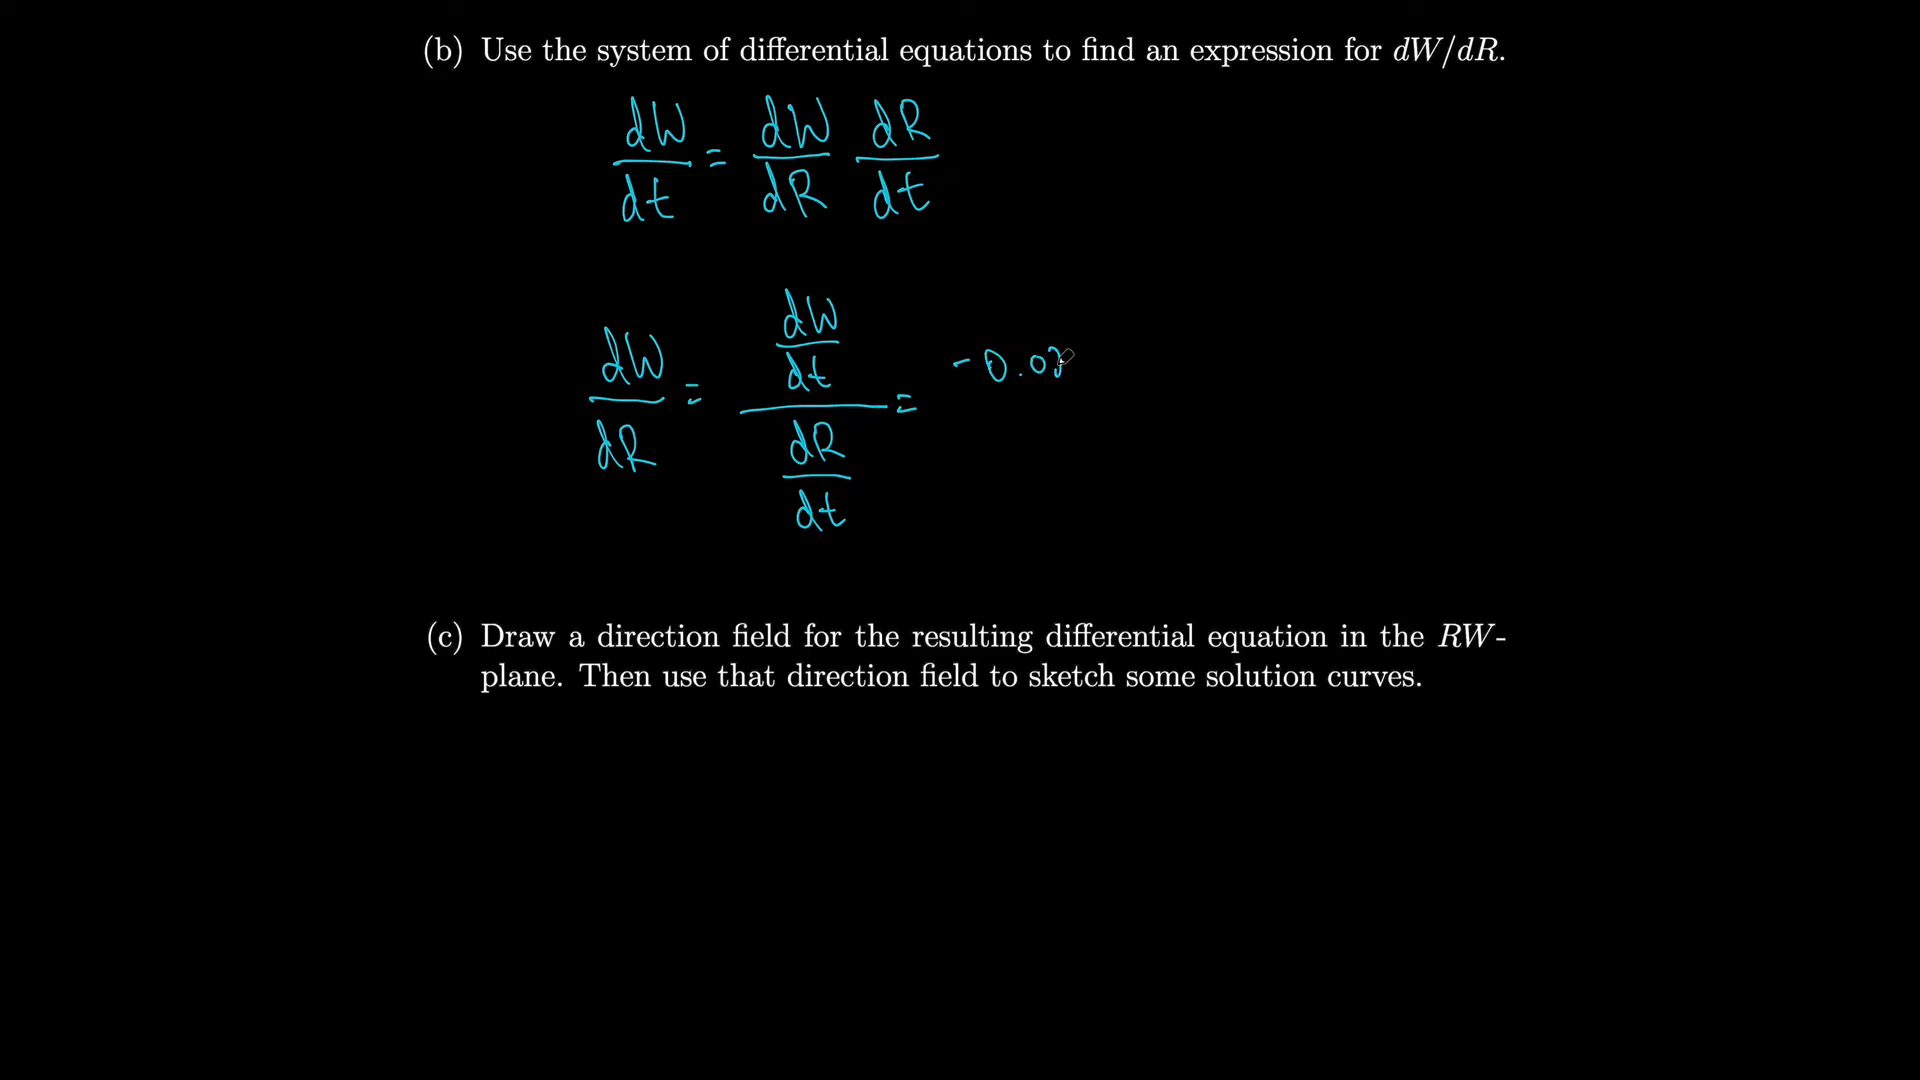 (b) Use the system of differential equations to find an expression for dW/dR.
dW/dt = dW/dR dR/dt
dW/dR = (dW/dt)/(dR/dt) = -0.02
(c) Draw a direction field for the resulting differential equation in the RW-
plane. Then use that direction field to sketch some solution curves.